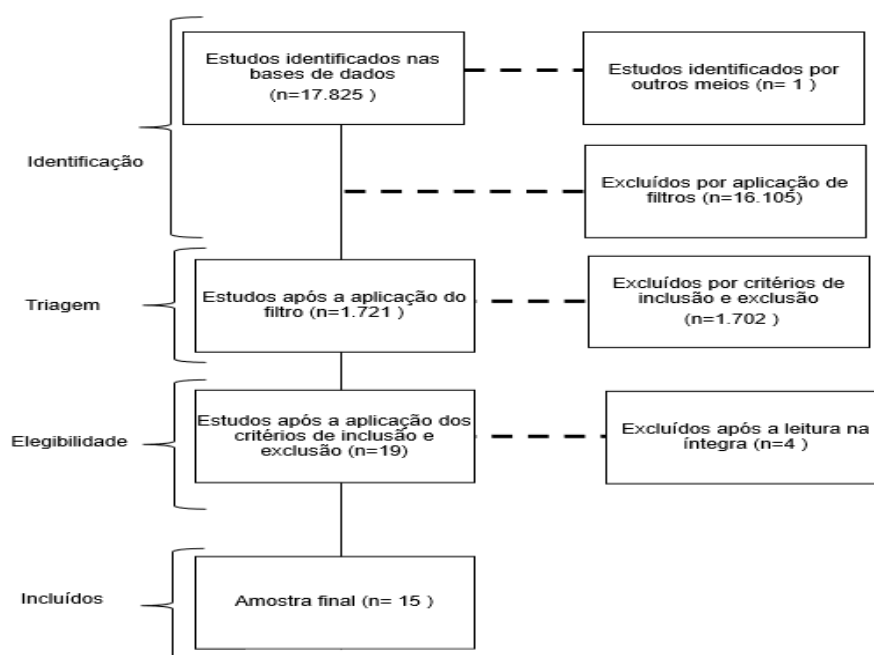 Estudos identificados nas
bases de dados
(n=17.825 )
Estudos identificados por
outros meios (n= 1 )
Identificação
Excluídos por aplicação de
filtros (n=16.105)
Triagem
Estudos após a aplicação do
filtro (n=1.721 )
Excluídos por critérios de
inclusão e exclusão
(n=1.702 )
Elegibilidade
Estudos após a aplicação dos
critérios de inclusão e
exclusão (n=19)
Excluídos após a leitura na
íntegra (n=4 )
Incluídos
Amostra final (n= 15 )